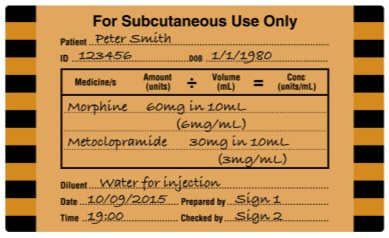 For Subcutaneous Use Only
Patient Peter Smith
ID 123456 DOB 1/1/1980
Medicine/s Amount (units) ÷ Volume (mL) = Conc (units/mL)
Morphine 60mg in 10mL
(6mg/mL)
Metoclopramide 30mg in 10mL
(3mg/mL)
Diluent Water for injection
Date 10/09/2015 Prepared by Sign 1
Time 19:00 Checked by Sign 2